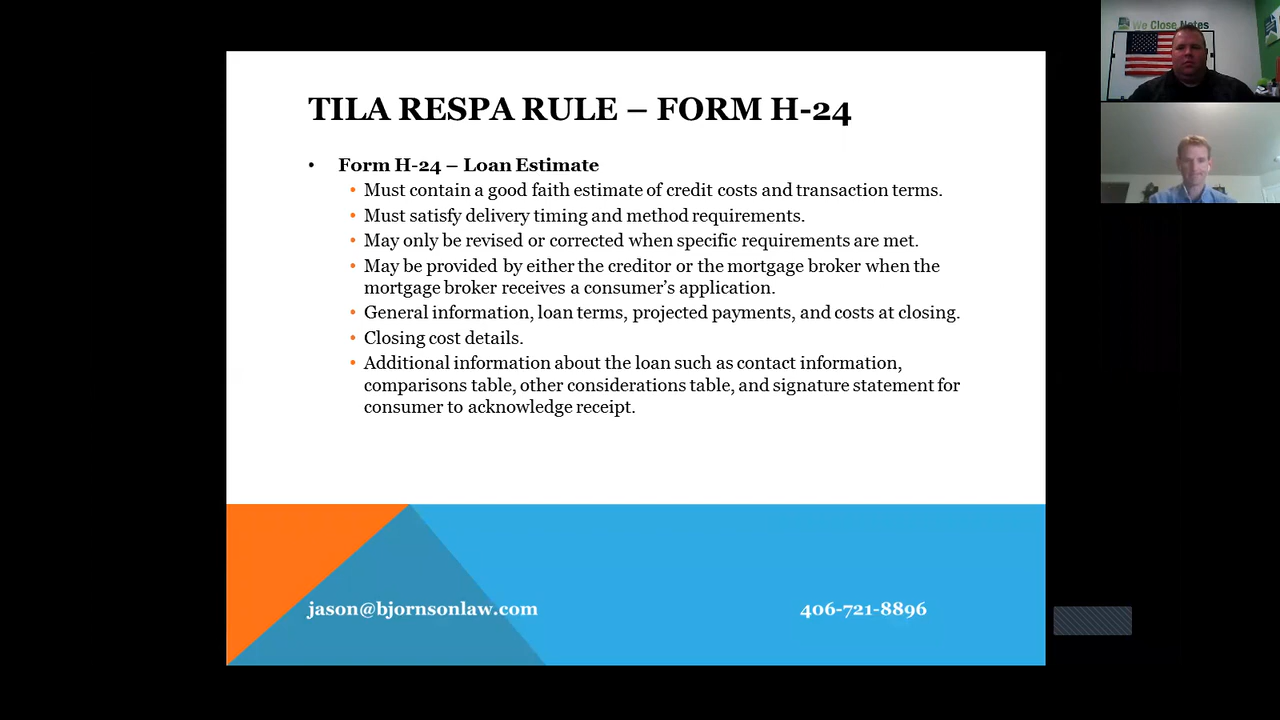 We Close Notes
TILA RESPA RULE – FORM H-24
• Form H-24 – Loan Estimate
• Must contain a good faith estimate of credit costs and transaction terms.
• Must satisfy delivery timing and method requirements.
• May only be revised or corrected when specific requirements are met.
• May be provided by either the creditor or the mortgage broker when the
mortgage broker receives a consumer’s application.
• General information, loan terms, projected payments, and costs at closing.
• Closing cost details.
• Additional information about the loan such as contact information,
comparisons table, other considerations table, and signature statement for
consumer to acknowledge receipt.
jason@bjornsonlaw.com
406-721-8896